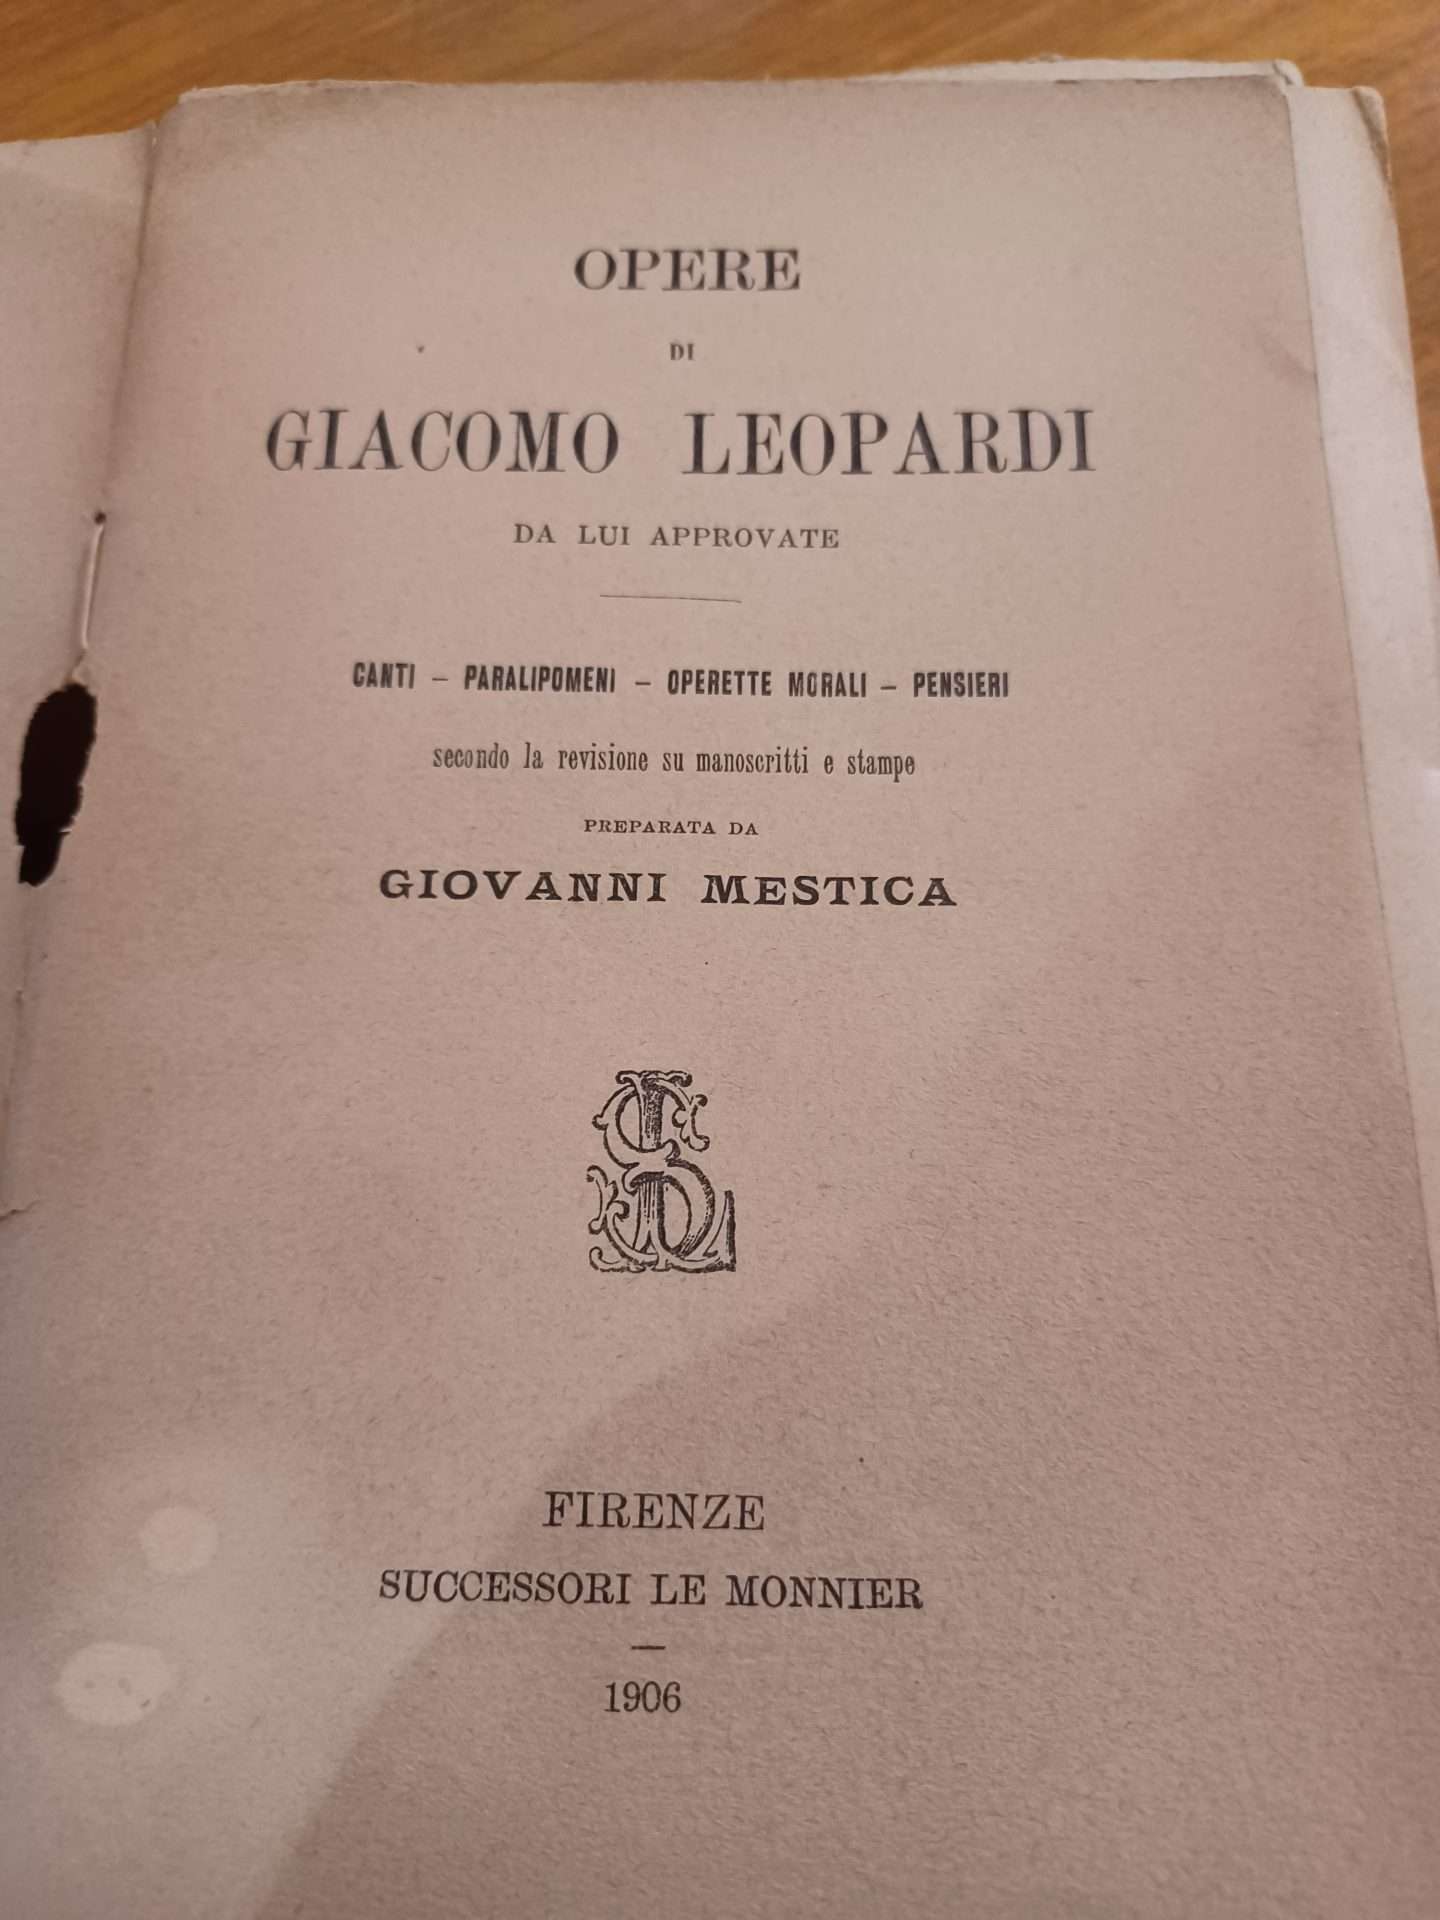 OPERE
DI
GIACOMO LEOPARDI
DA LUI APPROVATE
CANTI – PARALIPOMENI – OPERETTE MORALI – PENSIERI
secondo la revisione su manoscritti e stampe
PREPARATA DA
GIOVANNI MESTICA
FIRENZE
SUCCESSORI LE MONNIER
1906